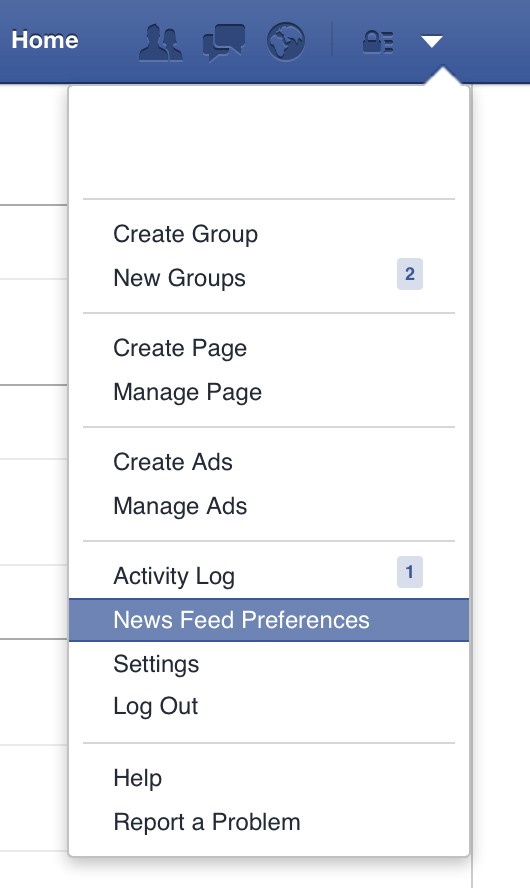 Home
Create Group
New Groups 2
Create Page
Manage Page
Create Ads
Manage Ads
Activity Log 1
News Feed Preferences
Settings
Log Out
Help
Report a Problem